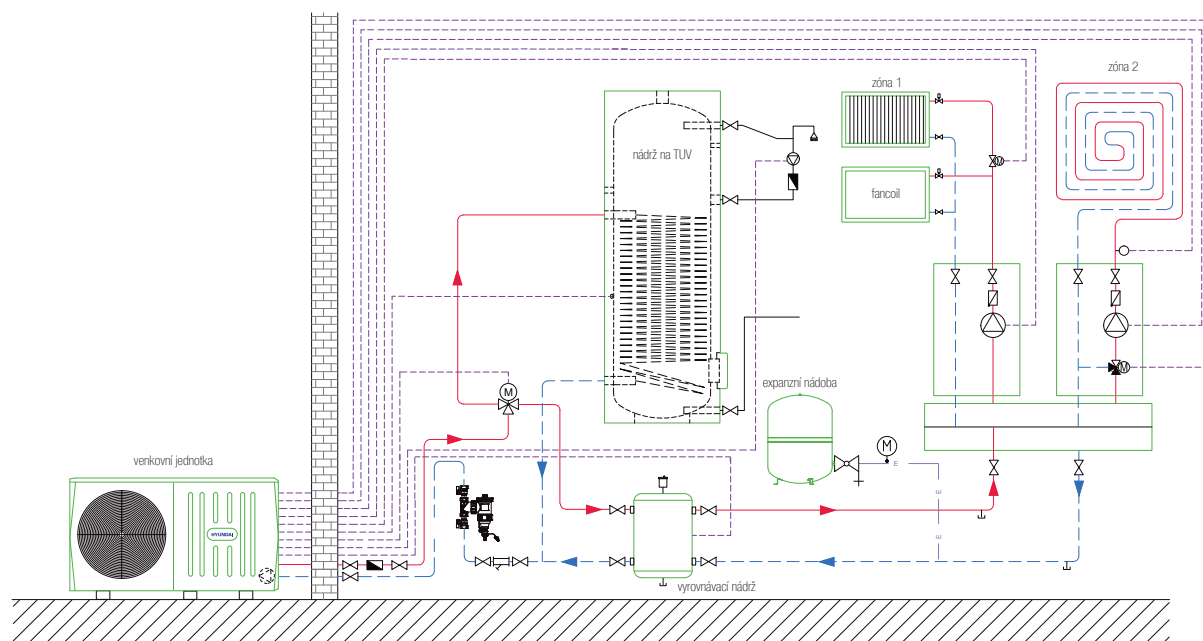 zóna 2
zóna 1
nádrž na TUV
fancoil
M
M
M
expanzní nádoba
M
M
E
E
E
venkovní jednotka
HYUNDAI
vyrovnávací nádrž